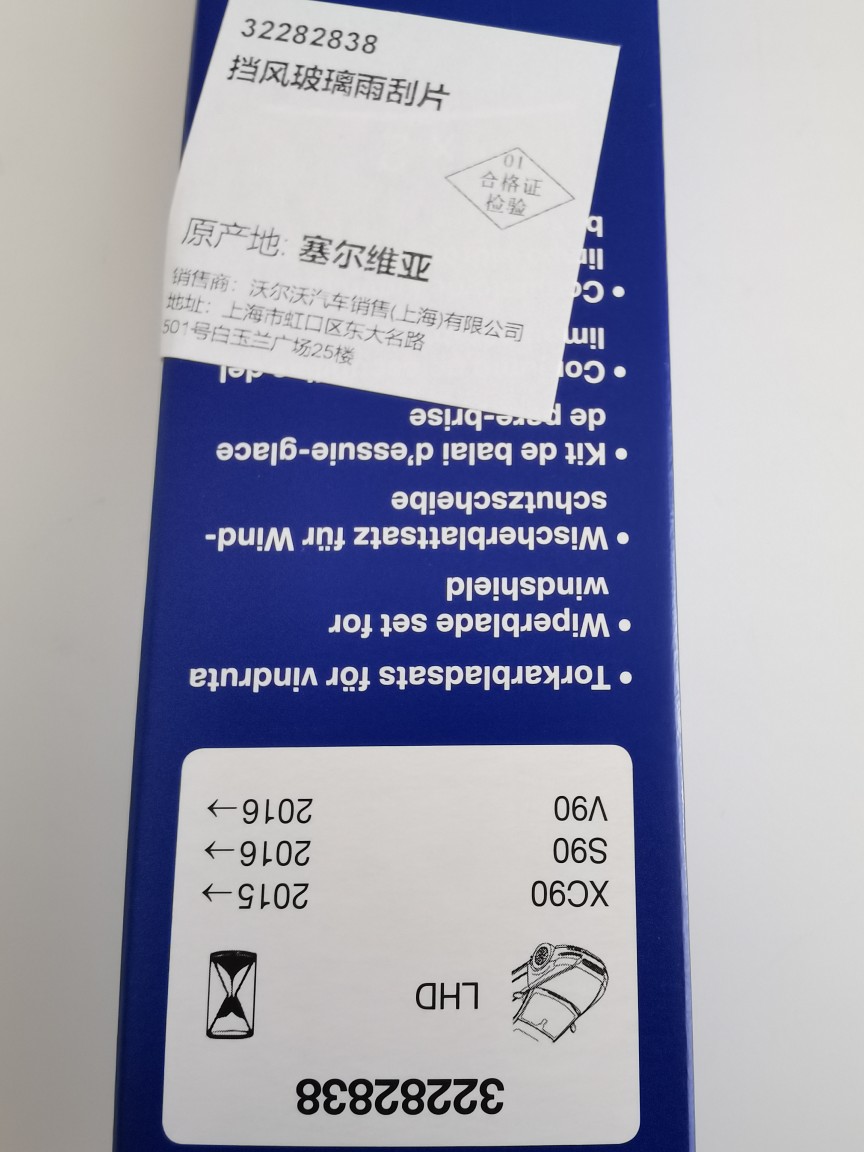 32282838
挡风玻璃雨刮片
01
合格证
检验
原产地: 塞尔维亚
销售商: 沃尔沃汽车销售(上海)有限公司
地址: 上海市虹口区东大名路
501号白玉兰广场25楼
32282838
LHD
XC90 2015→
S90 2016→
V90 2016→
• Torkarbladsats för vindruta
• Wiperblade set for
windshield
• Wischerblattsatz für Wind-
schutzscheibe
• Kit de balai d'essuie-glace
de pare-brise